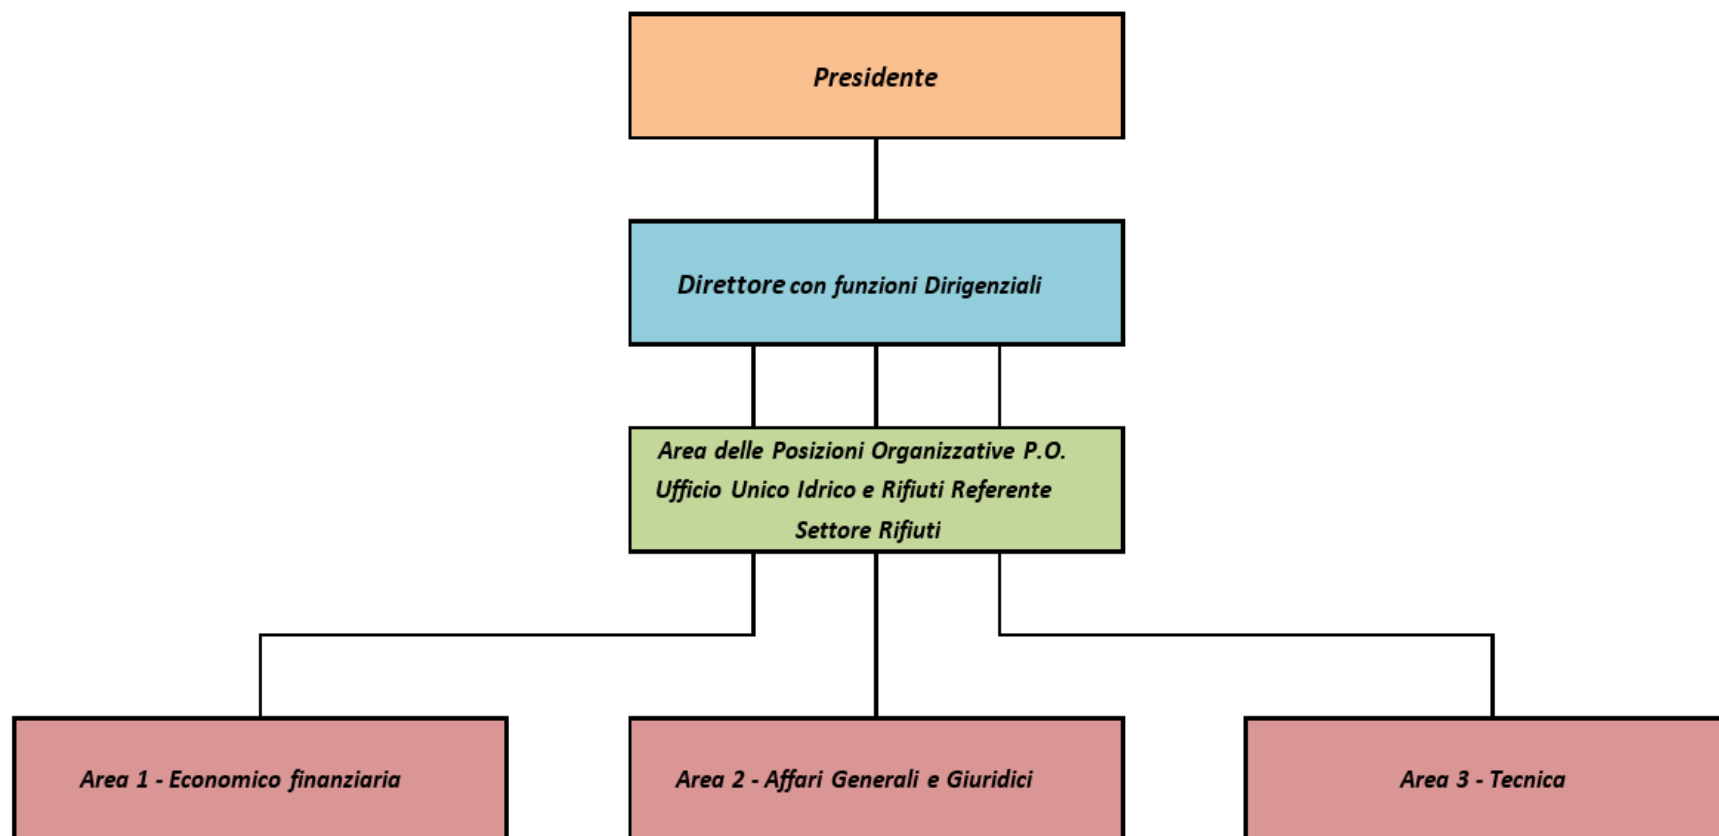 Presidente
Direttore con funzioni Dirigenziali
Area delle Posizioni Organizzative P.O.
Ufficio Unico Idrico e Rifiuti Referente
Settore Rifiuti
Area 1 - Economico finanziaria
Area 2 - Affari Generali e Giuridici
Area 3 - Tecnica